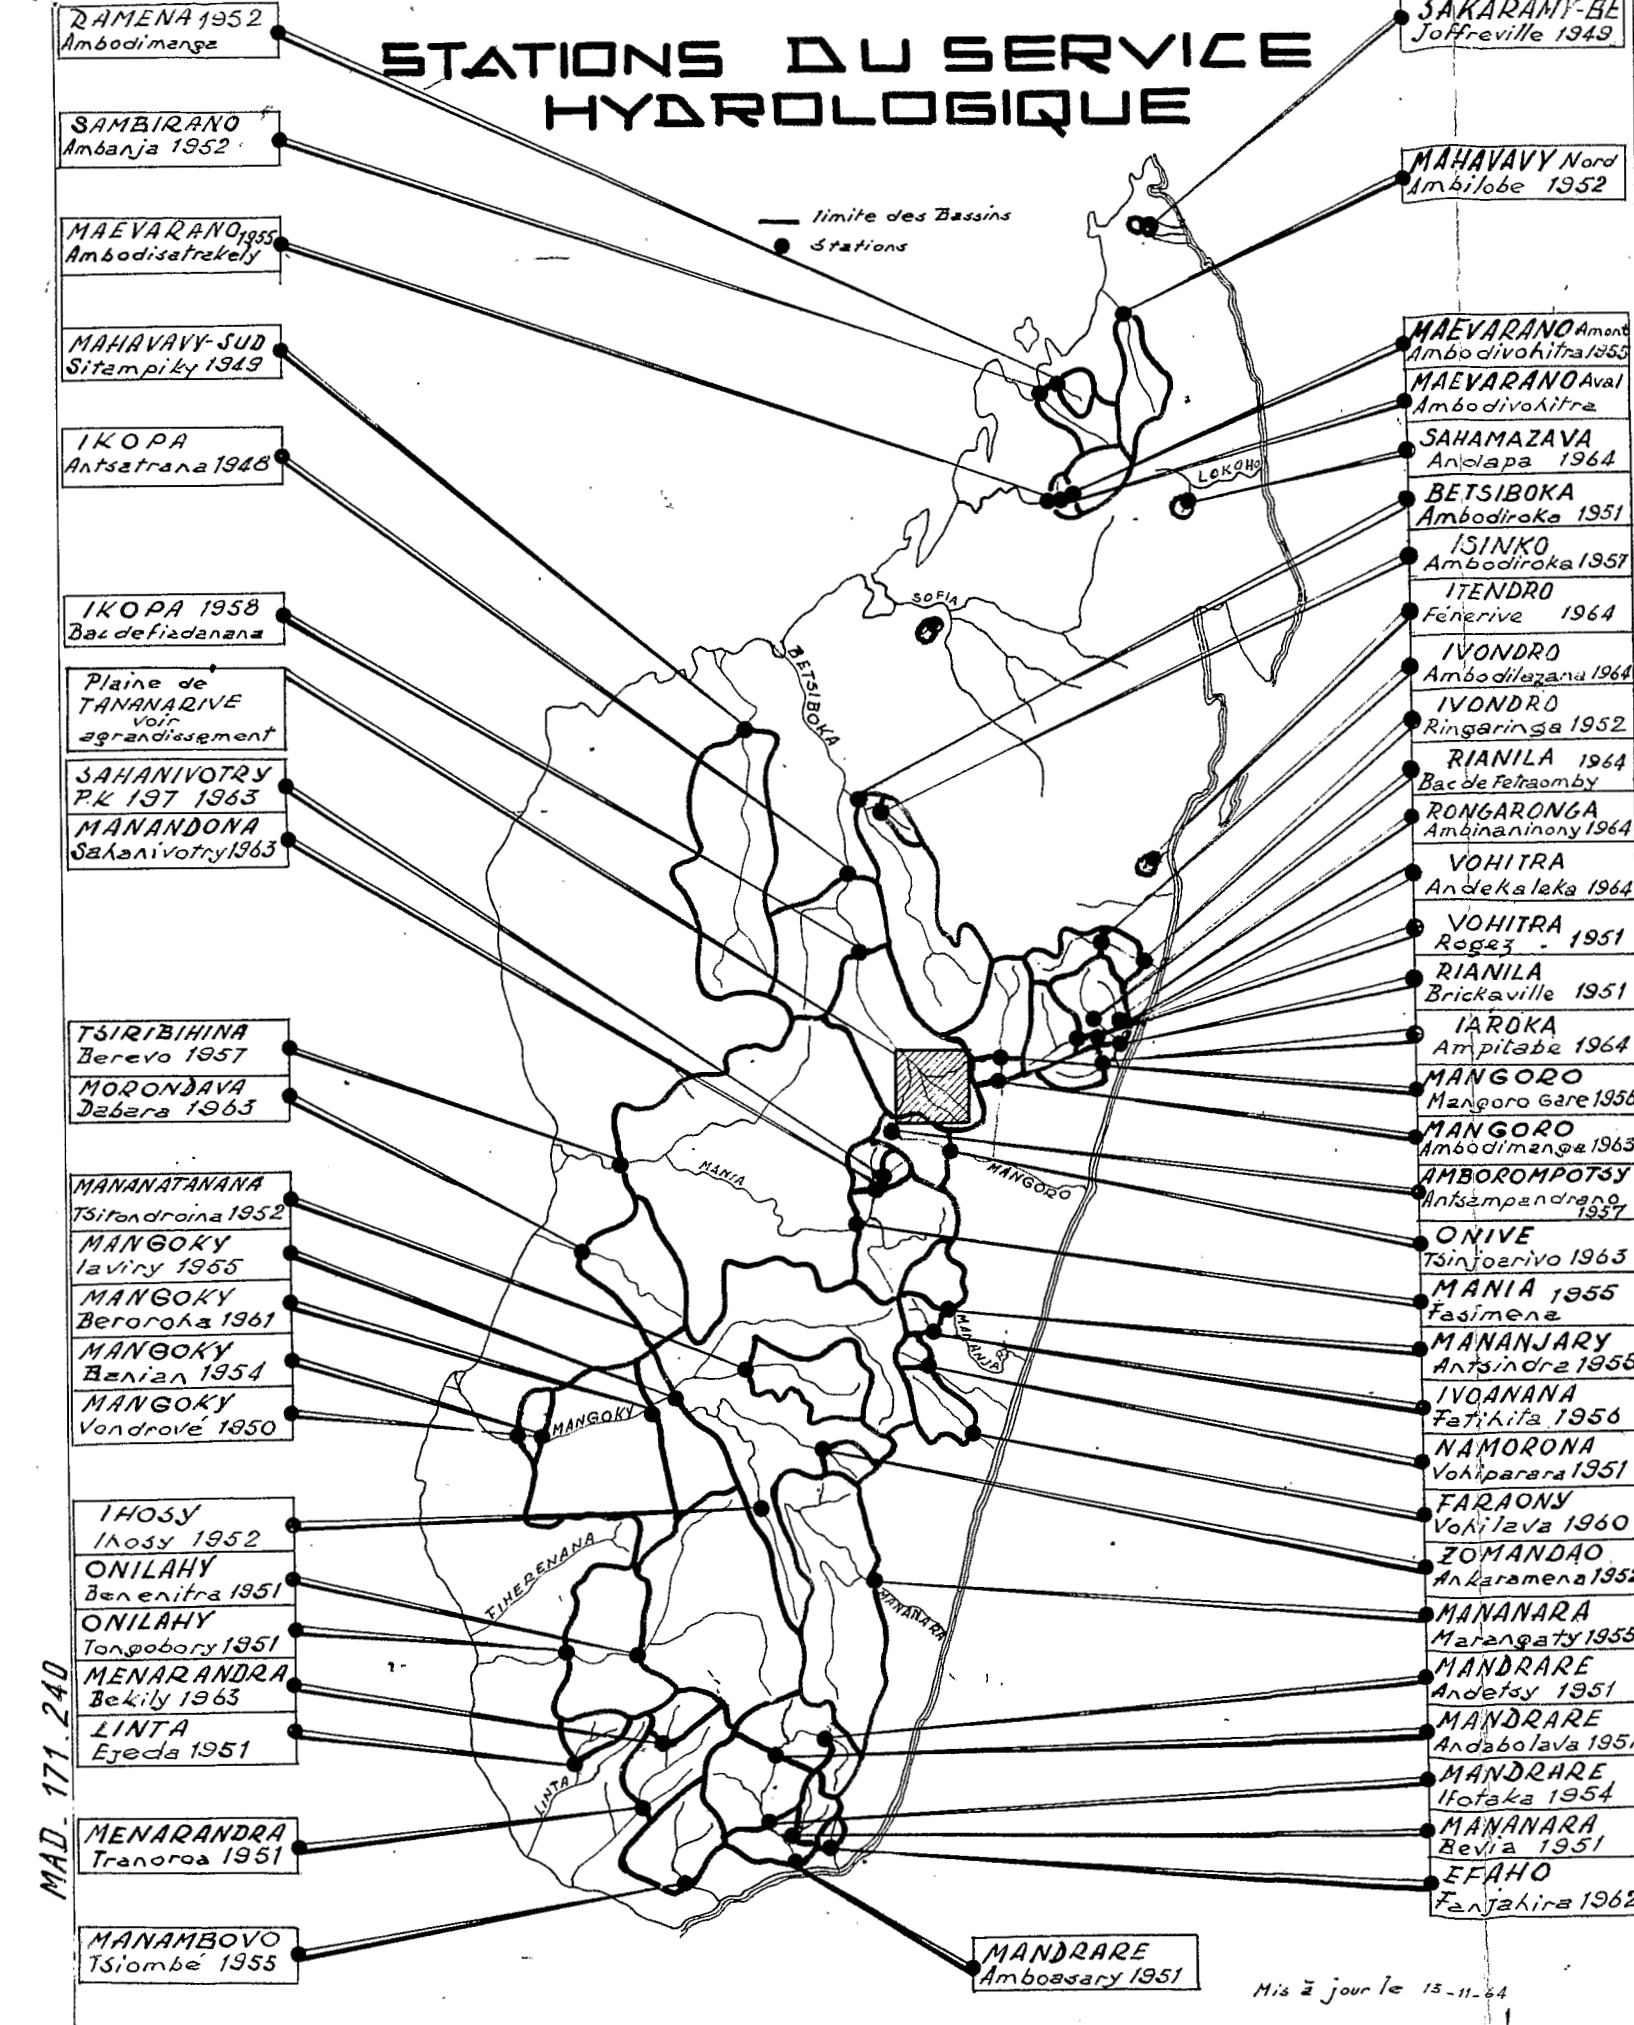 STATIONS DU SERVICE
HYDROLOGIQUE
limite des Bassins
Stations
RAMENA 1952
Ambodimanga
SAMBIRANO
Ambanja 1952
MAEVARANO 1955
Ambodisatrakely
MAHAVAVY-SUD
Sitampiky 1949
IKOPA
Antsatrana 1948
IKOPA 1958
Bac de fiadanana
Plaine de
TANANARIVE
voir
agrandissement
SAHANIVOTRY
P.K 197 1963
MANANDONA
Sahanivotry 1963
TSIRIBIHINA
Berevo 1957
MORONDAVA
Dabara 1963
MANANATANANA
Tsitondroina 1952
MANGOKY
Iaviry 1955
MANGOKY
Beroroha 1961
MANGOKY
Banian 1954
MANGOKY
Vondrové 1950
IHOSY
Ihosy 1952
ONILAHY
Benenitra 1951
ONILAHY
Tongobory 1951
MENARANDRA
Bekily 1963
LINTA
Ejeda 1951
MENARANDRA
Tranoroa 1951
MANAMBOVO
Tsiombé 1955
MAD. 171.240
SAKARAMY-BE
Joffreville 1949
MAHAVAVY Nord
Ambilobe 1952
MAEVARANO Amont
Ambodivohitra 1955
MAEVARANO Aval
Ambodivohitra
SAHAMAZAVA
Andapa 1964
BETSIBOKA
Ambodiroka 1951
ISINKO
Ambodiroka 1957
ITENDRO
Fénerive 1964
IVONDRO
Ambodilazana 1964
IVONDRO
Ringaringa 1952
RIANILA 1964
Bac de Fetraomby
RONGARONGA
Ambinaninony 1964
VOHITRA
Andekaleka 1964
VOHITRA
Rogez . 1951
RIANILA
Brickaville 1951
IAROKA
Ampitabe 1964
MANGORO
Mangoro Gare 1956
MANGORO
Ambodimanga 1963
AMBOROMPOTSY
Antsampandrano
1957
ONIVE
Tsinjoarivo 1963
MANIA 1955
Fasimena
MANANJARY
Antsindra 1955
IVOANANA
Fatihita 1956
NAMORONA
Vohiparara 1951
FARAONY
Vohilava 1960
ZOMANDAO
Ankaramena 1952
MANANARA
Marangaty 1955
MANDRARE
Andetsy 1951
MANDRARE
Andabolava 1951
MANDRARE
Ifotaka 1954
MANANARA
Bevia 1951
EFAHO
Fanjahira 1962
MANDRARE
Amboasary 1951
LOKOHO
SOFIA
BETSIBOKA
MANIA
MANGORO
MANANJA
MANGOKY
FIHERENANA
MANANARA
LINTA
Mis à jour le 15-11-64